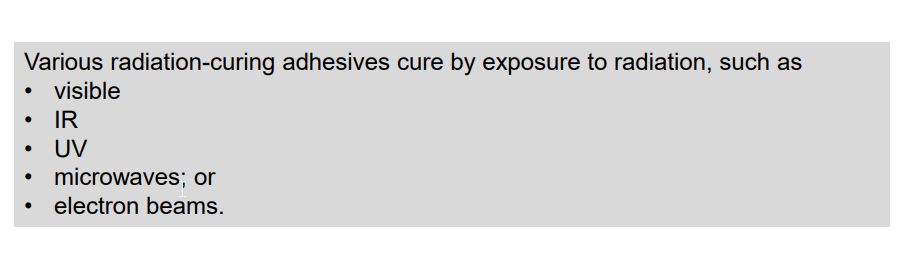 Various radiation-curing adhesives cure by exposure to radiation, such as
• visible
• IR
• UV
• microwaves; or
• electron beams.